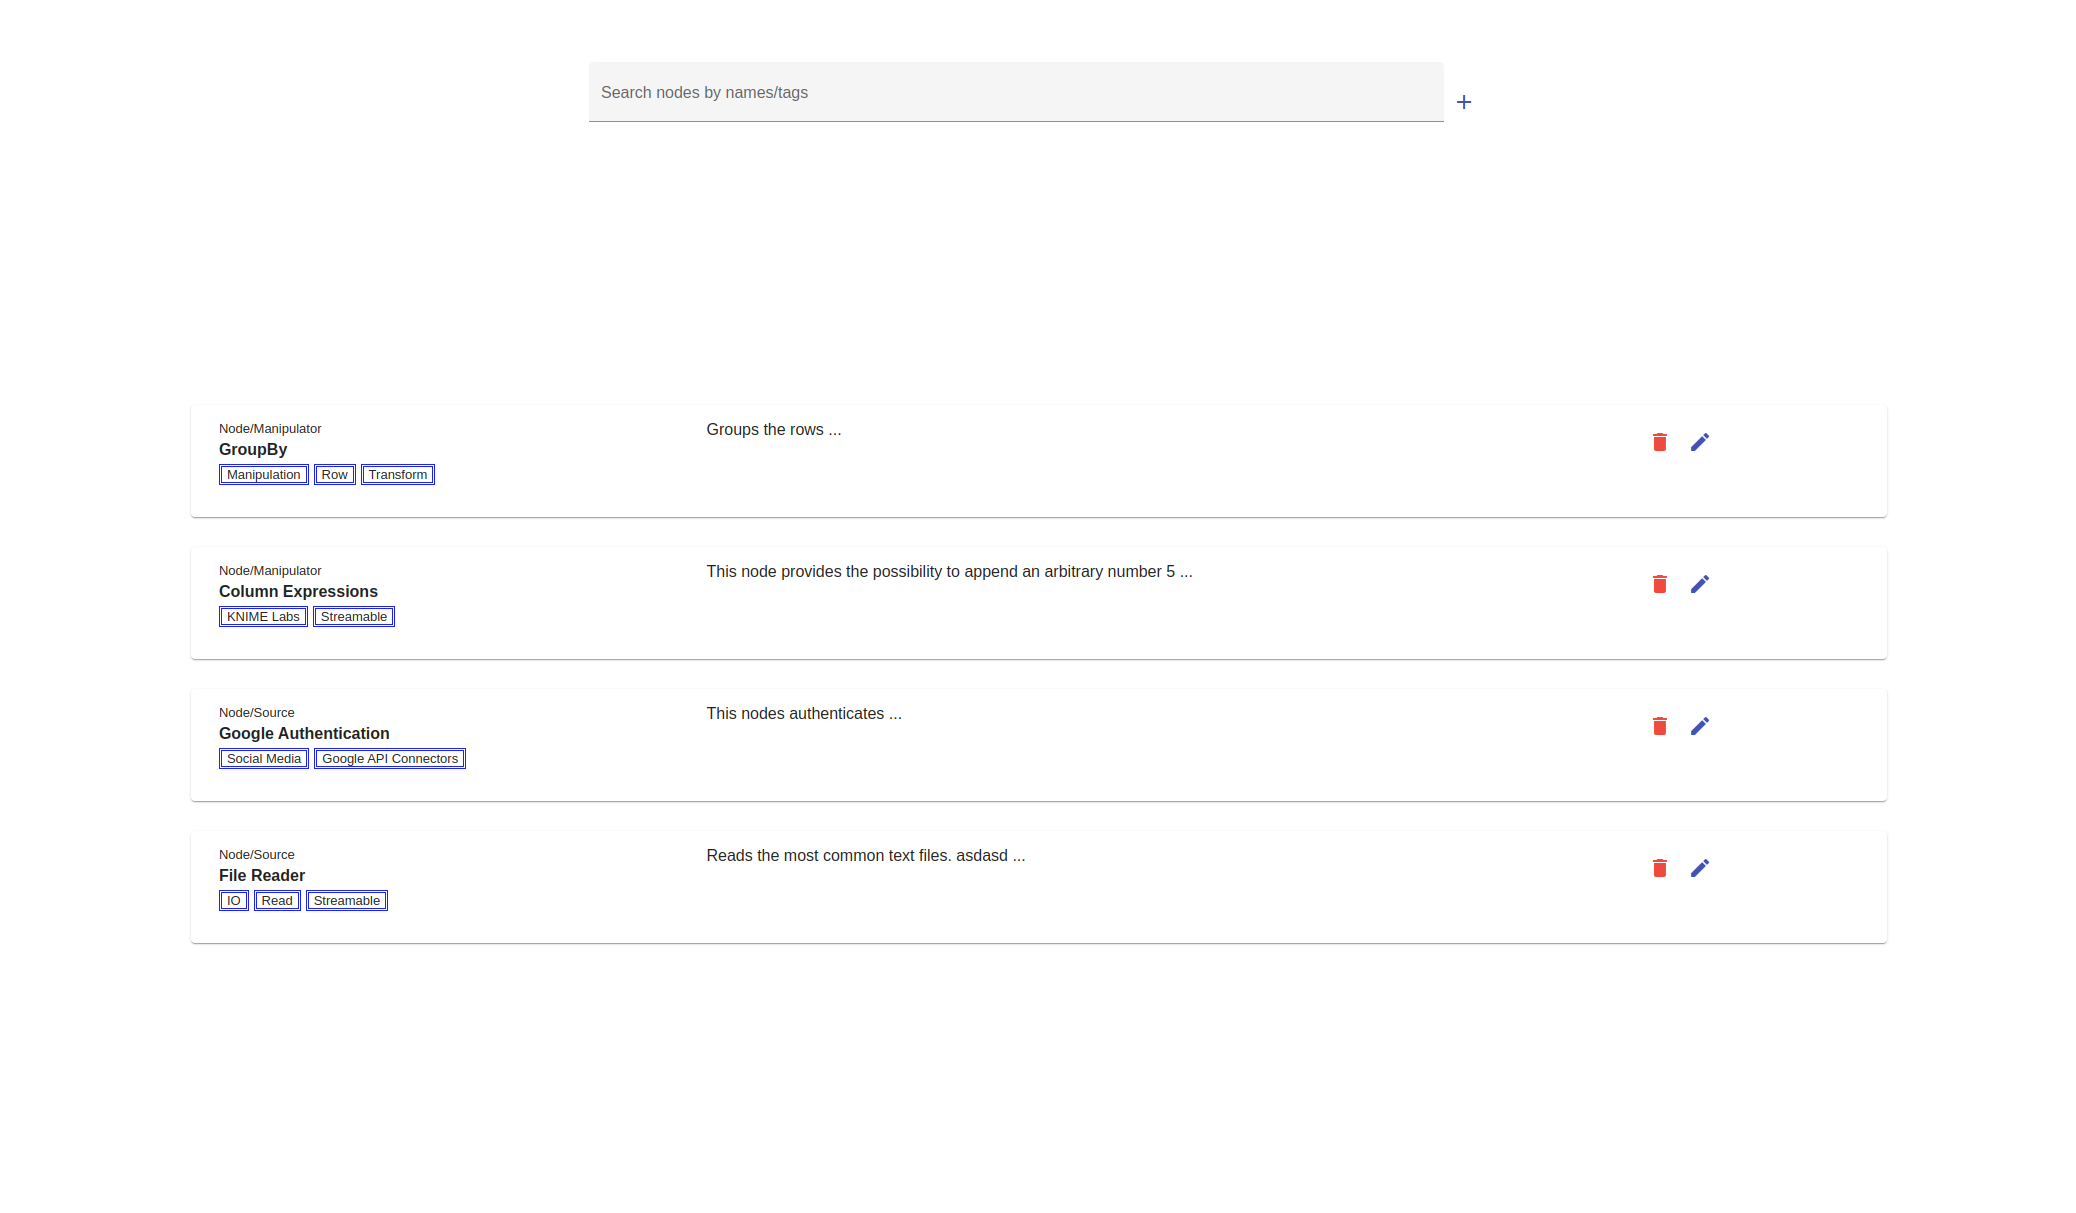 Search nodes by names/tags
+
Node/Manipulator
GroupBy
Manipulation Row Transform
Groups the rows ...
Node/Manipulator
Column Expressions
KNIME Labs Streamable
This node provides the possibility to append an arbitrary number 5 ...
Node/Source
Google Authentication
Social Media Google API Connectors
This nodes authenticates ...
Node/Source
File Reader
IO Read Streamable
Reads the most common text files. asdasd ...